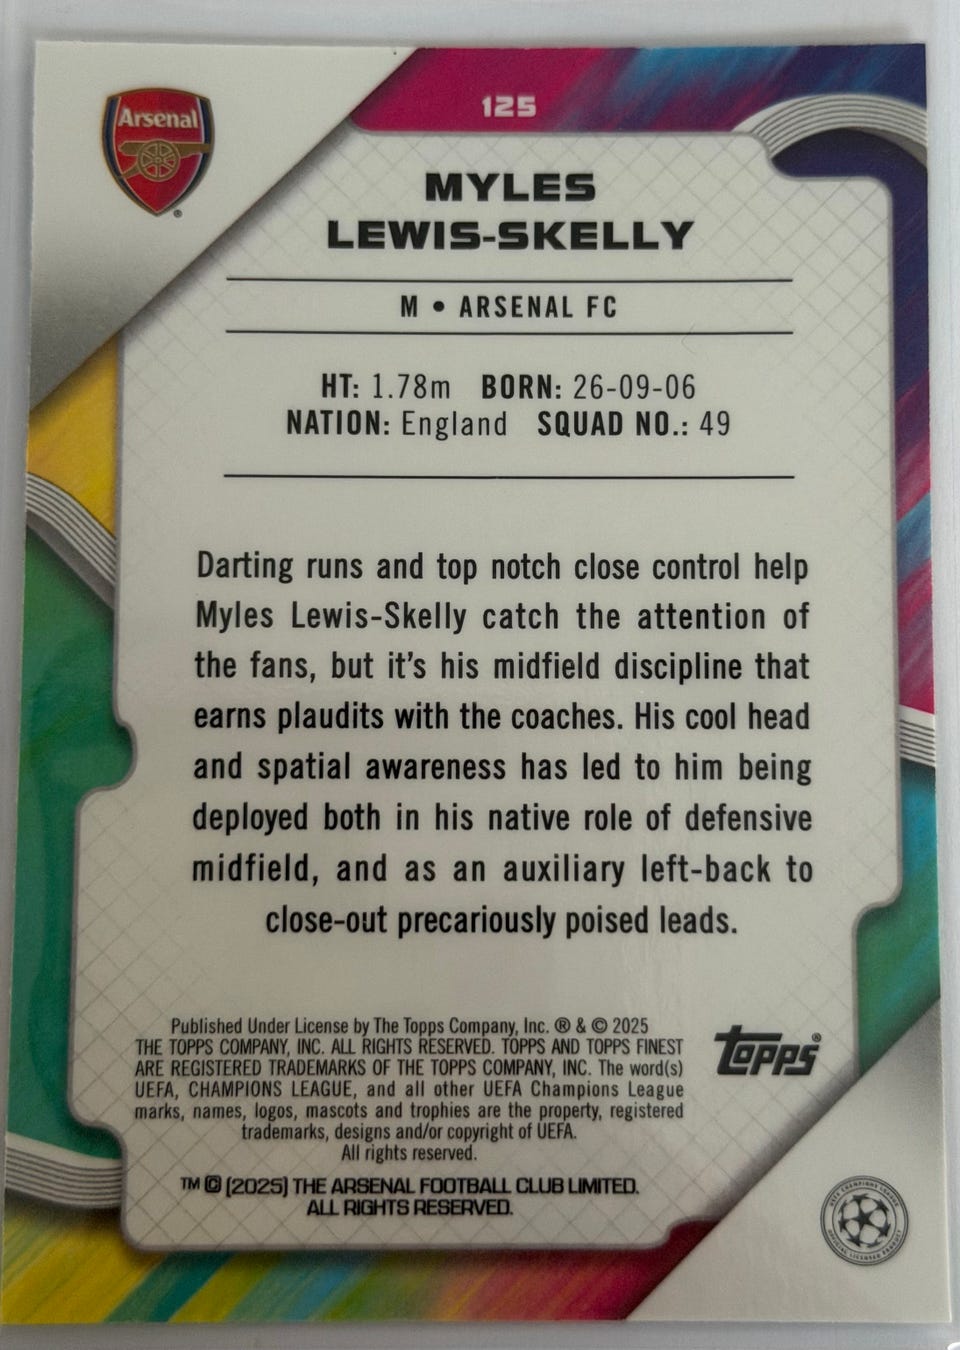 Arsenal
®
125
MYLES
LEWIS-SKELLY
M • ARSENAL FC
HT: 1.78m BORN: 26-09-06
NATION: England SQUAD NO.: 49
Darting runs and top notch close control help
Myles Lewis-Skelly catch the attention of
the fans, but it's his midfield discipline that
earns plaudits with the coaches. His cool head
and spatial awareness has led to him being
deployed both in his native role of defensive
midfield, and as an auxiliary left-back to
close-out precariously poised leads.
Published Under License by The Topps Company, Inc. ® & © 2025
THE TOPPS COMPANY, INC. ALL RIGHTS RESERVED. TOPPS AND TOPPS FINEST
ARE REGISTERED TRADEMARKS OF THE TOPPS COMPANY, INC. The word(s)
UEFA, CHAMPIONS LEAGUE, and all other UEFA Champions League
marks, names, logos, mascots and trophies are the property, registered
trademarks, designs and/or copyright of UEFA.
All rights reserved.
™ © (2025) THE ARSENAL FOOTBALL CLUB LIMITED.
ALL RIGHTS RESERVED.
Topps®
UEFA CHAMPIONS LEAGUE
OFFICIAL LICENSED PRODUCT